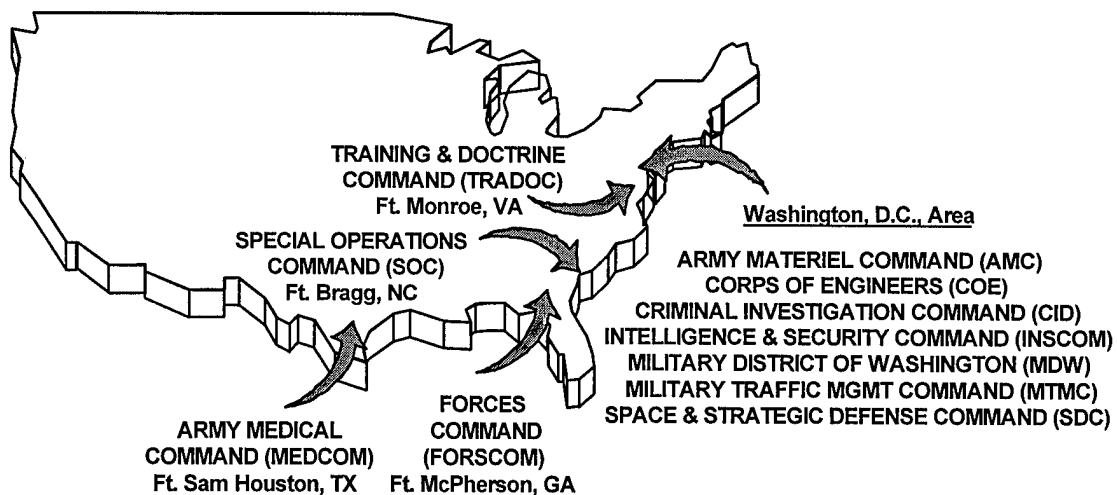 TRAINING & DOCTRINE
COMMAND (TRADOC)
Ft. Monroe, VA
SPECIAL OPERATIONS
COMMAND (SOC)
Ft. Bragg, NC
ARMY MEDICAL
COMMAND (MEDCOM)
Ft. Sam Houston, TX
FORCES
COMMAND
(FORSCOM)
Ft. McPherson, GA
Washington, D.C., Area
ARMY MATERIEL COMMAND (AMC)
CORPS OF ENGINEERS (COE)
CRIMINAL INVESTIGATION COMMAND (CID)
INTELLIGENCE & SECURITY COMMAND (INSCOM)
MILITARY DISTRICT OF WASHINGTON (MDW)
MILITARY TRAFFIC MGMT COMMAND (MTMC)
SPACE & STRATEGIC DEFENSE COMMAND (SDC)